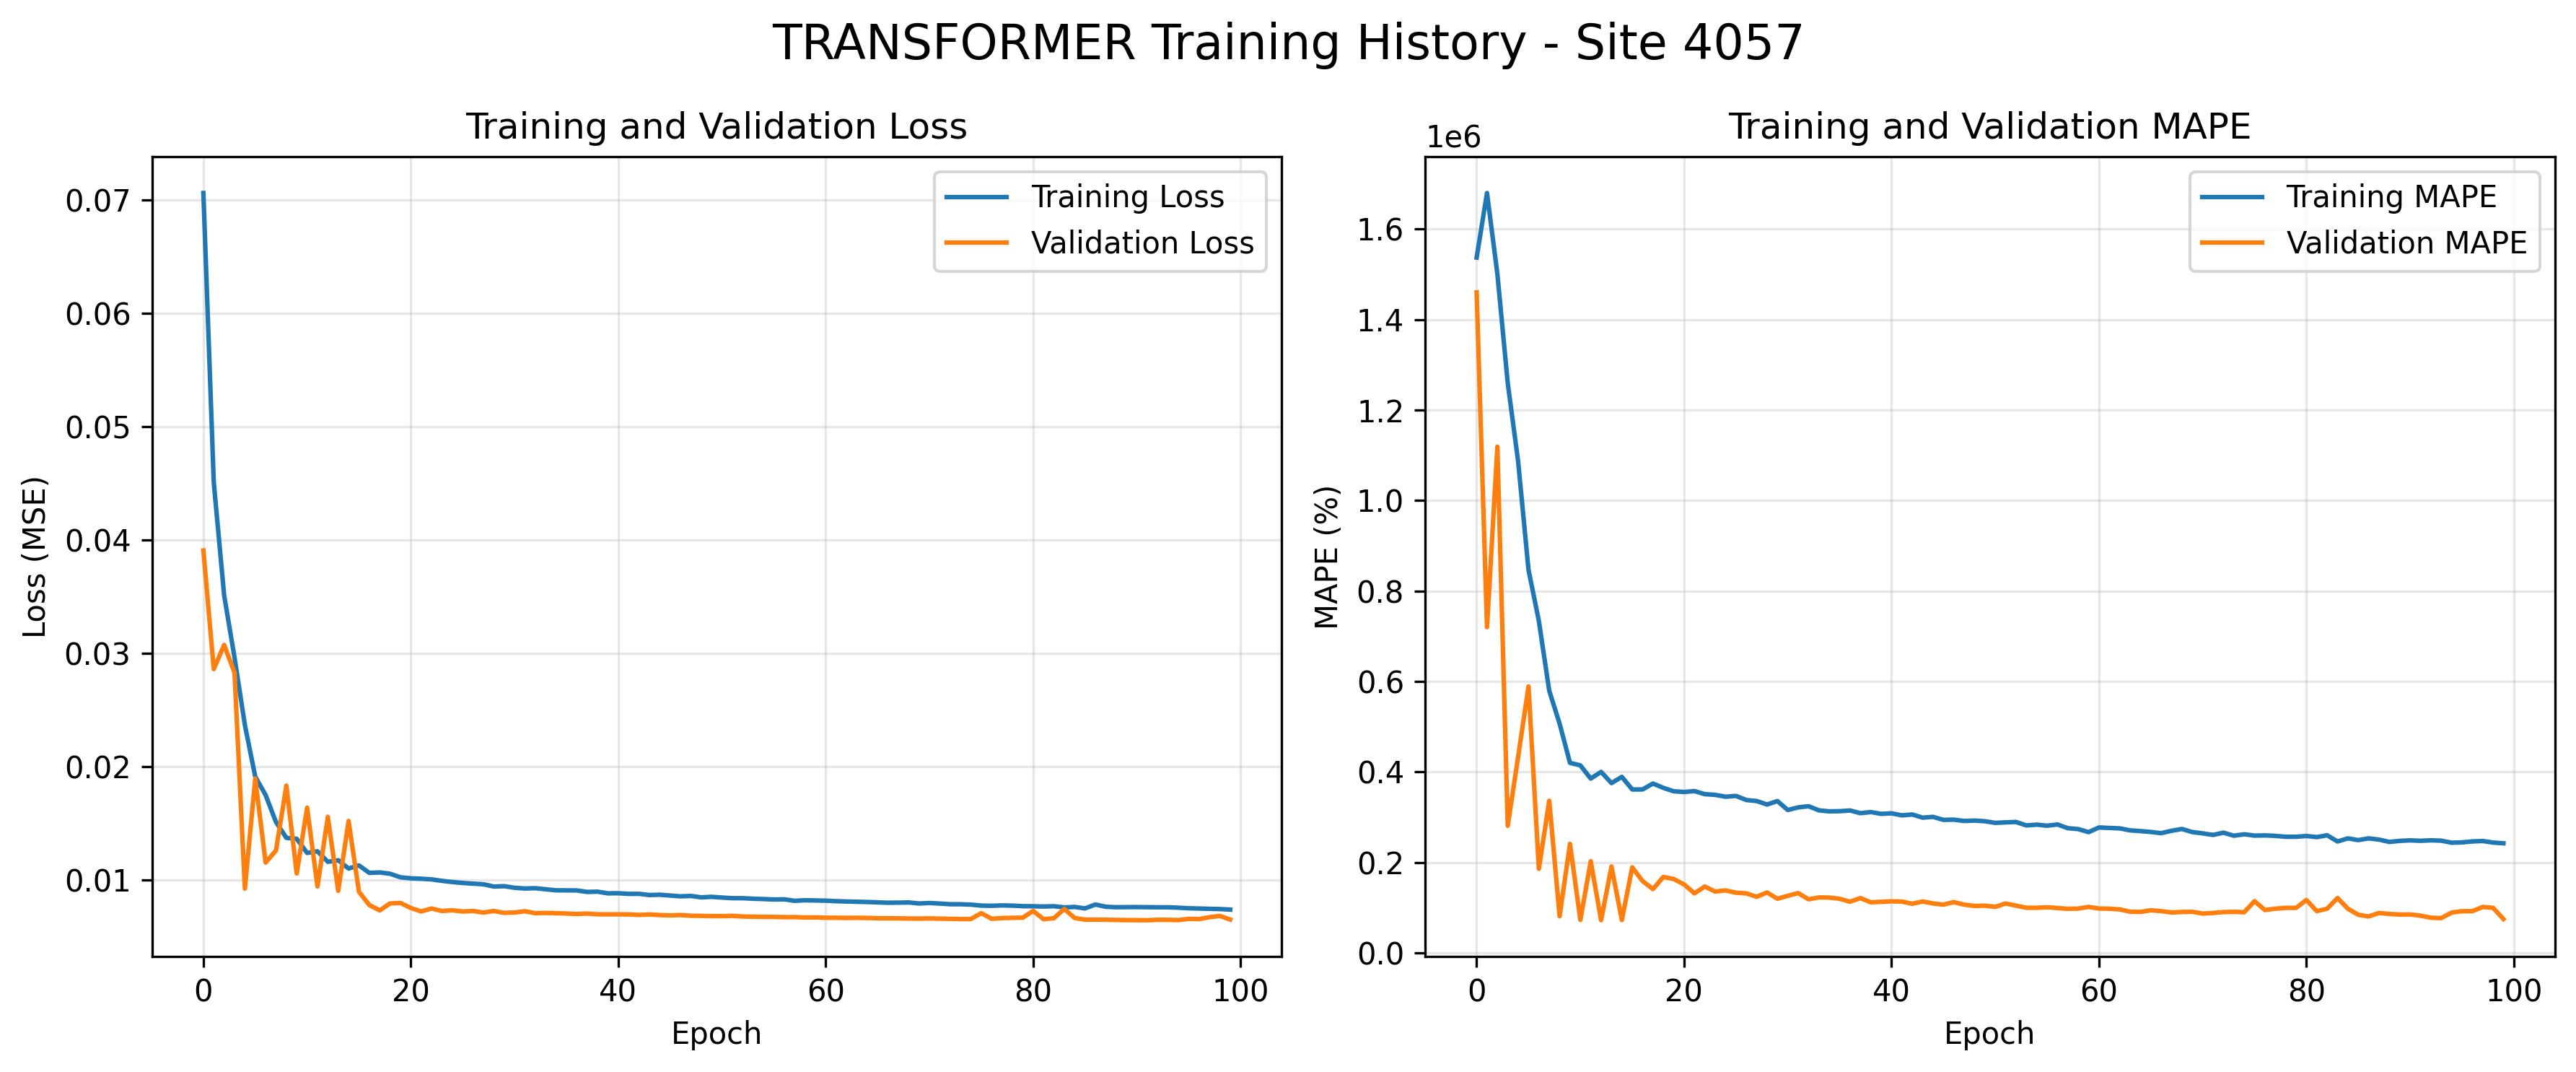 TRANSFORMER Training History - Site 4057
Training and Validation Loss
Training Loss
Validation Loss
0.07
0.06
0.05
0.04
0.03
0.02
0.01
Loss (MSE)
0 20 40 60 80 100
Epoch
Training and Validation MAPE
1e6
Training MAPE
Validation MAPE
1.6
1.4
1.2
1.0
0.8
0.6
0.4
0.2
0.0
MAPE (%)
0 20 40 60 80 100
Epoch